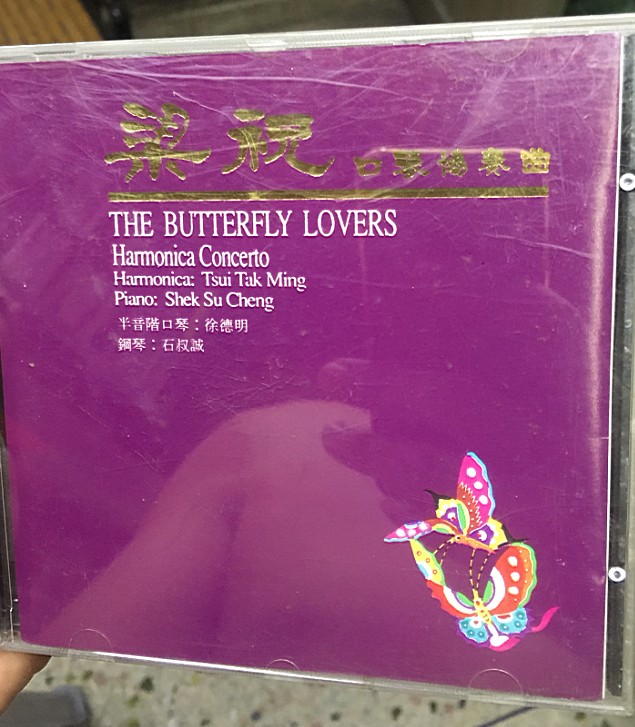 梁祝 口琴協奏曲
THE BUTTERFLY LOVERS
Harmonica Concerto
Harmonica: Tsui Tak Ming
Piano: Shek Su Cheng
半音階口琴：徐德明
鋼琴：石叔誠